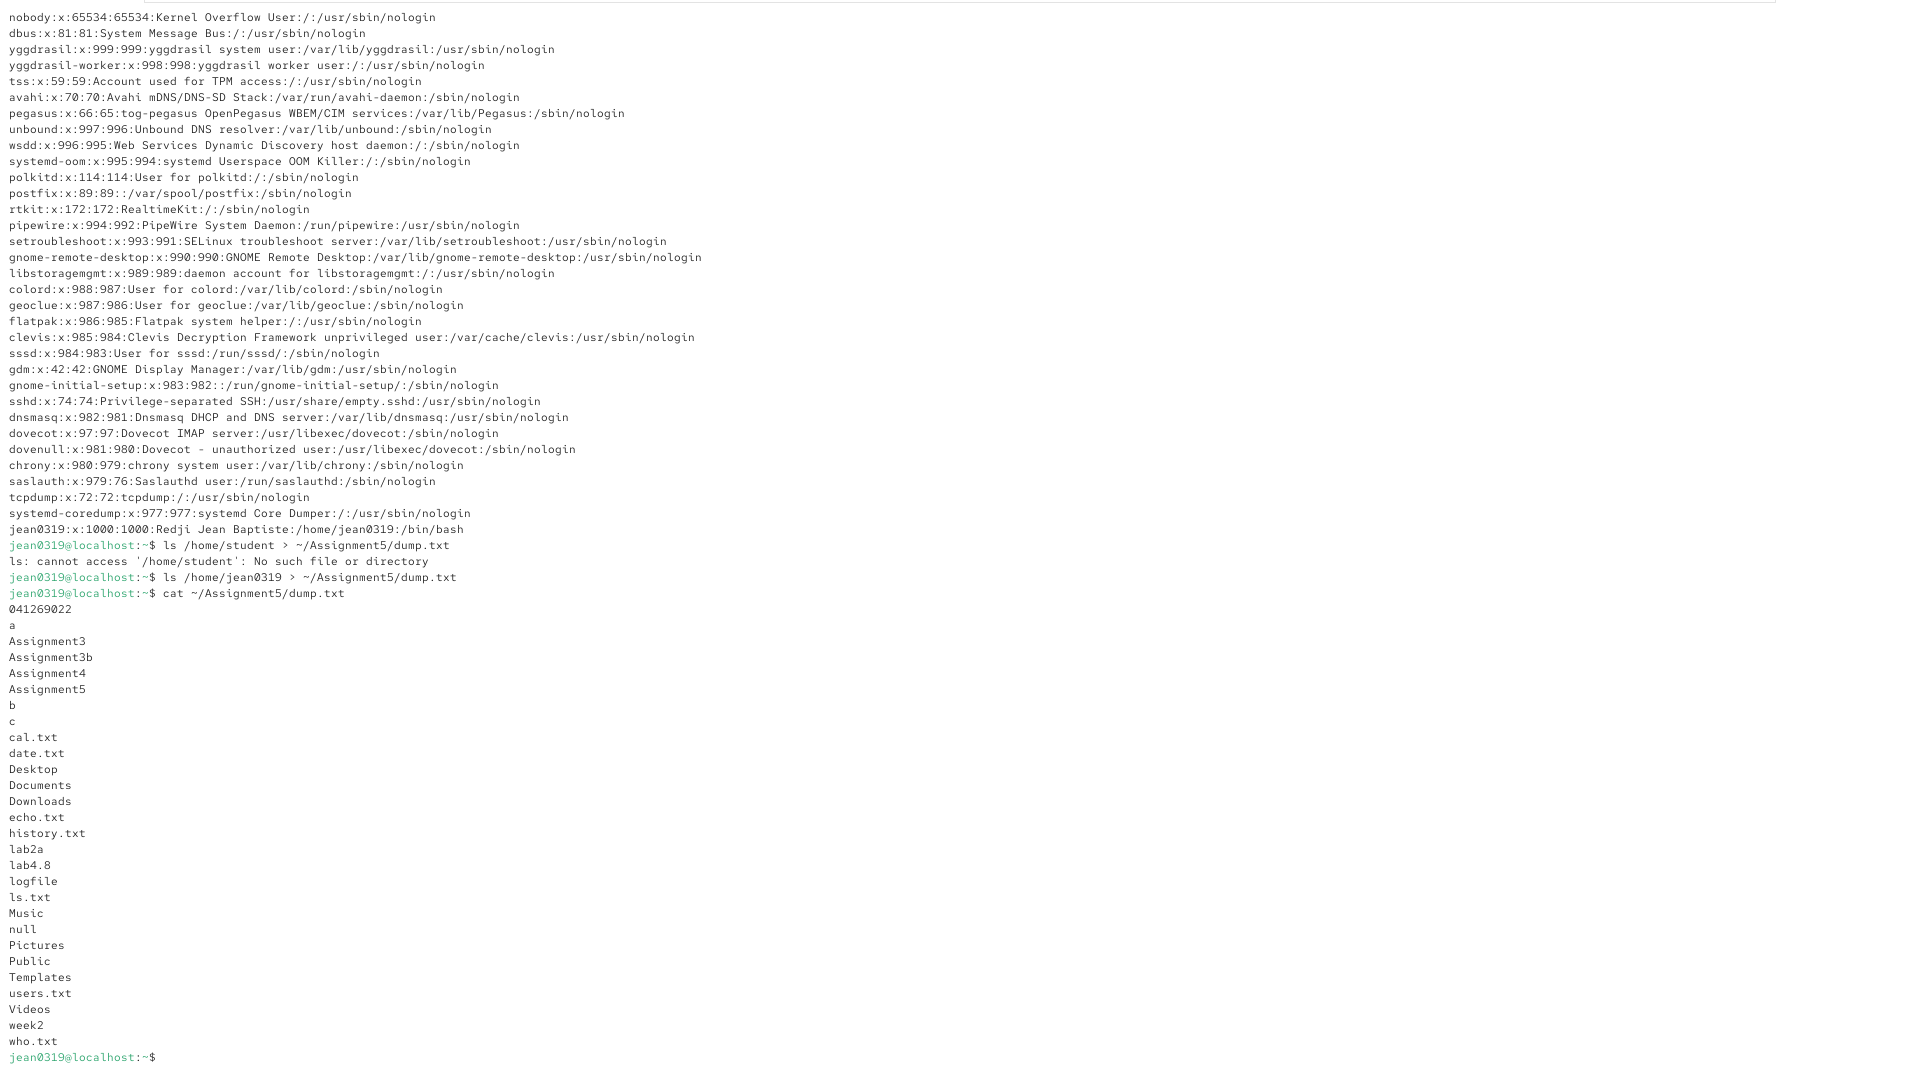 nobody:x:65534:65534:Kernel Overflow User:/:/usr/sbin/nologin
dbus:x:81:81:System Message Bus:/:/usr/sbin/nologin
yggdrasil:x:999:999:yggdrasil system user:/var/lib/yggdrasil:/usr/sbin/nologin
yggdrasil-worker:x:998:998:yggdrasil worker user:/:/usr/sbin/nologin
tss:x:59:59:Account used for TPM access:/:/usr/sbin/nologin
avahi:x:70:70:Avahi mDNS/DNS-SD Stack:/var/run/avahi-daemon:/sbin/nologin
pegasus:x:66:65:tog-pegasus OpenPegasus WBEM/CIM services:/var/lib/Pegasus:/sbin/nologin
unbound:x:997:996:Unbound DNS resolver:/var/lib/unbound:/sbin/nologin
wsdd:x:996:995:Web Services Dynamic Discovery host daemon:/:/sbin/nologin
systemd-oom:x:995:994:systemd Userspace OOM Killer:/:/sbin/nologin
polkitd:x:114:114:User for polkitd:/:/sbin/nologin
postfix:x:89:89::/var/spool/postfix:/sbin/nologin
rtkit:x:172:172:RealtimeKit:/:/sbin/nologin
pipewire:x:994:992:PipeWire System Daemon:/run/pipewire:/usr/sbin/nologin
setroubleshoot:x:993:991:SELinux troubleshoot server:/var/lib/setroubleshoot:/usr/sbin/nologin
gnome-remote-desktop:x:990:990:GNOME Remote Desktop:/var/lib/gnome-remote-desktop:/usr/sbin/nologin
libstoragemgmt:x:989:989:daemon account for libstoragemgmt:/:/usr/sbin/nologin
colord:x:988:987:User for colord:/var/lib/colord:/sbin/nologin
geoclue:x:987:986:User for geoclue:/var/lib/geoclue:/sbin/nologin
flatpak:x:986:985:Flatpak system helper:/:/usr/sbin/nologin
clevis:x:985:984:Clevis Decryption Framework unprivileged user:/var/cache/clevis:/usr/sbin/nologin
sssd:x:984:983:User for sssd:/run/sssd/:/sbin/nologin
gdm:x:42:42:GNOME Display Manager:/var/lib/gdm:/usr/sbin/nologin
gnome-initial-setup:x:983:982::/run/gnome-initial-setup/:/sbin/nologin
sshd:x:74:74:Privilege-separated SSH:/usr/share/empty.sshd:/usr/sbin/nologin
dnsmasq:x:982:981:Dnsmasq DHCP and DNS server:/var/lib/dnsmasq:/usr/sbin/nologin
dovecot:x:97:97:Dovecot IMAP server:/usr/libexec/dovecot:/sbin/nologin
dovenull:x:981:980:Dovecot - unauthorized user:/usr/libexec/dovecot:/sbin/nologin
chrony:x:980:979:chrony system user:/var/lib/chrony:/sbin/nologin
saslauth:x:979:76:Saslauthd user:/run/saslauthd:/sbin/nologin
tcpdump:x:72:72:tcpdump:/:/usr/sbin/nologin
systemd-coredump:x:977:977:systemd Core Dumper:/:/usr/sbin/nologin
jean0319:x:1000:1000:Redji Jean Baptiste:/home/jean0319:/bin/bash
jean0319@localhost:~$ ls /home/student > ~/Assignment5/dump.txt
ls: cannot access '/home/student': No such file or directory
jean0319@localhost:~$ ls /home/jean0319 > ~/Assignment5/dump.txt
jean0319@localhost:~$ cat ~/Assignment5/dump.txt
041269022
a
Assignment3
Assignment3b
Assignment4
Assignment5
b
c
cal.txt
date.txt
Desktop
Documents
Downloads
echo.txt
history.txt
lab2a
lab4.8
logfile
ls.txt
Music
null
Pictures
Public
Templates
users.txt
Videos
week2
who.txt
jean0319@localhost:~$